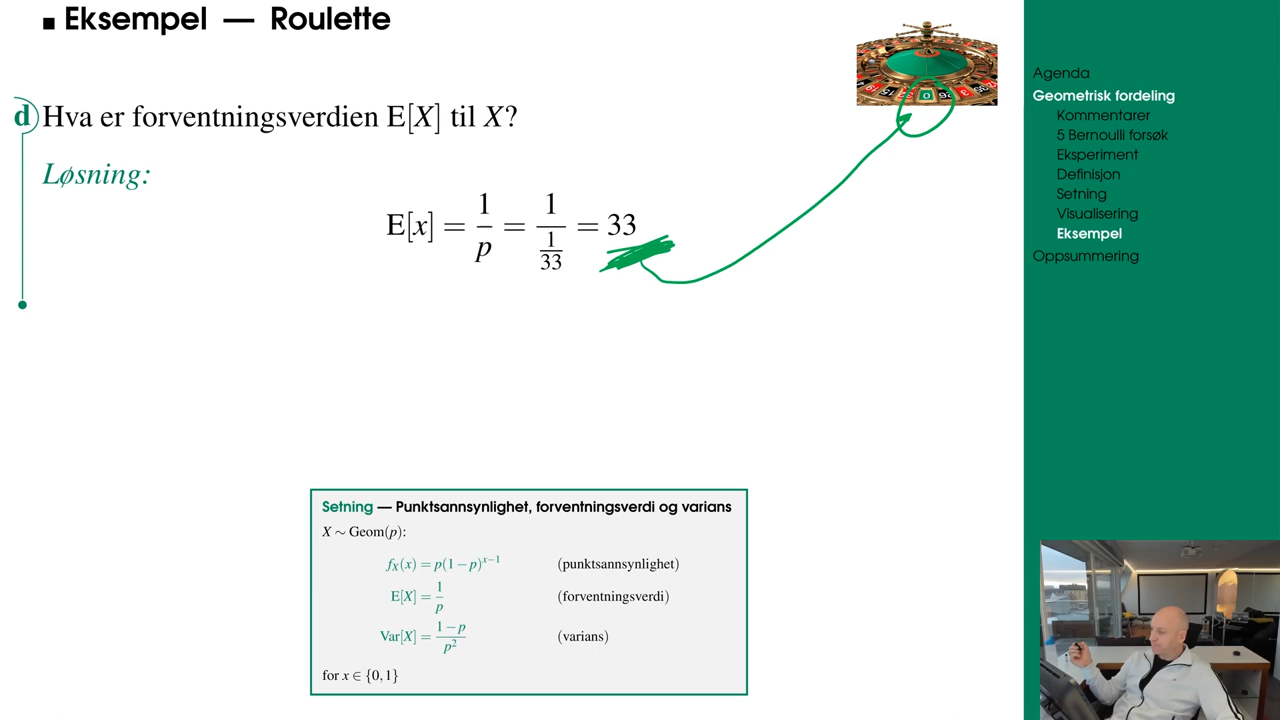 Eksempel — Roulette
d Hva er forventningsverdien E[X] til X?
Løsning:
E[x] = 1/p = 1/(1/33) = 33
Setning — Punktsannsynlighet, forventningsverdi og varians
X ∼ Geom(p):
f_X(x) = p(1−p)^{x−1} (punktsannsynlighet)
E[X] = 1/p (forventningsverdi)
Var[X] = (1−p)/p² (varians)
for x ∈ {0,1}
Agenda
Geometrisk fordeling
Kommentarer
5 Bernoulli forsøk
Eksperiment
Definisjon
Setning
Visualisering
Eksempel
Oppsummering